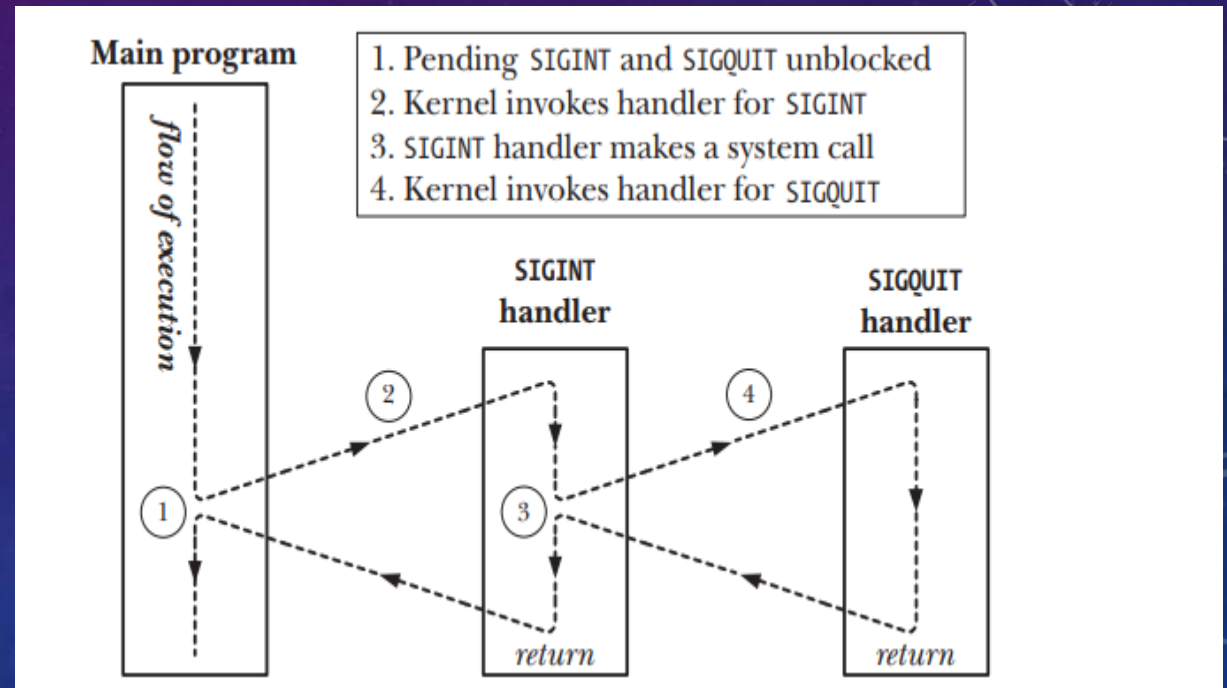 Main program
1. Pending SIGINT and SIGQUIT unblocked
2. Kernel invokes handler for SIGINT
3. SIGINT handler makes a system call
4. Kernel invokes handler for SIGQUIT
flow of execution
SIGINT
handler
SIGQUIT
handler
2
4
1
3
return
return